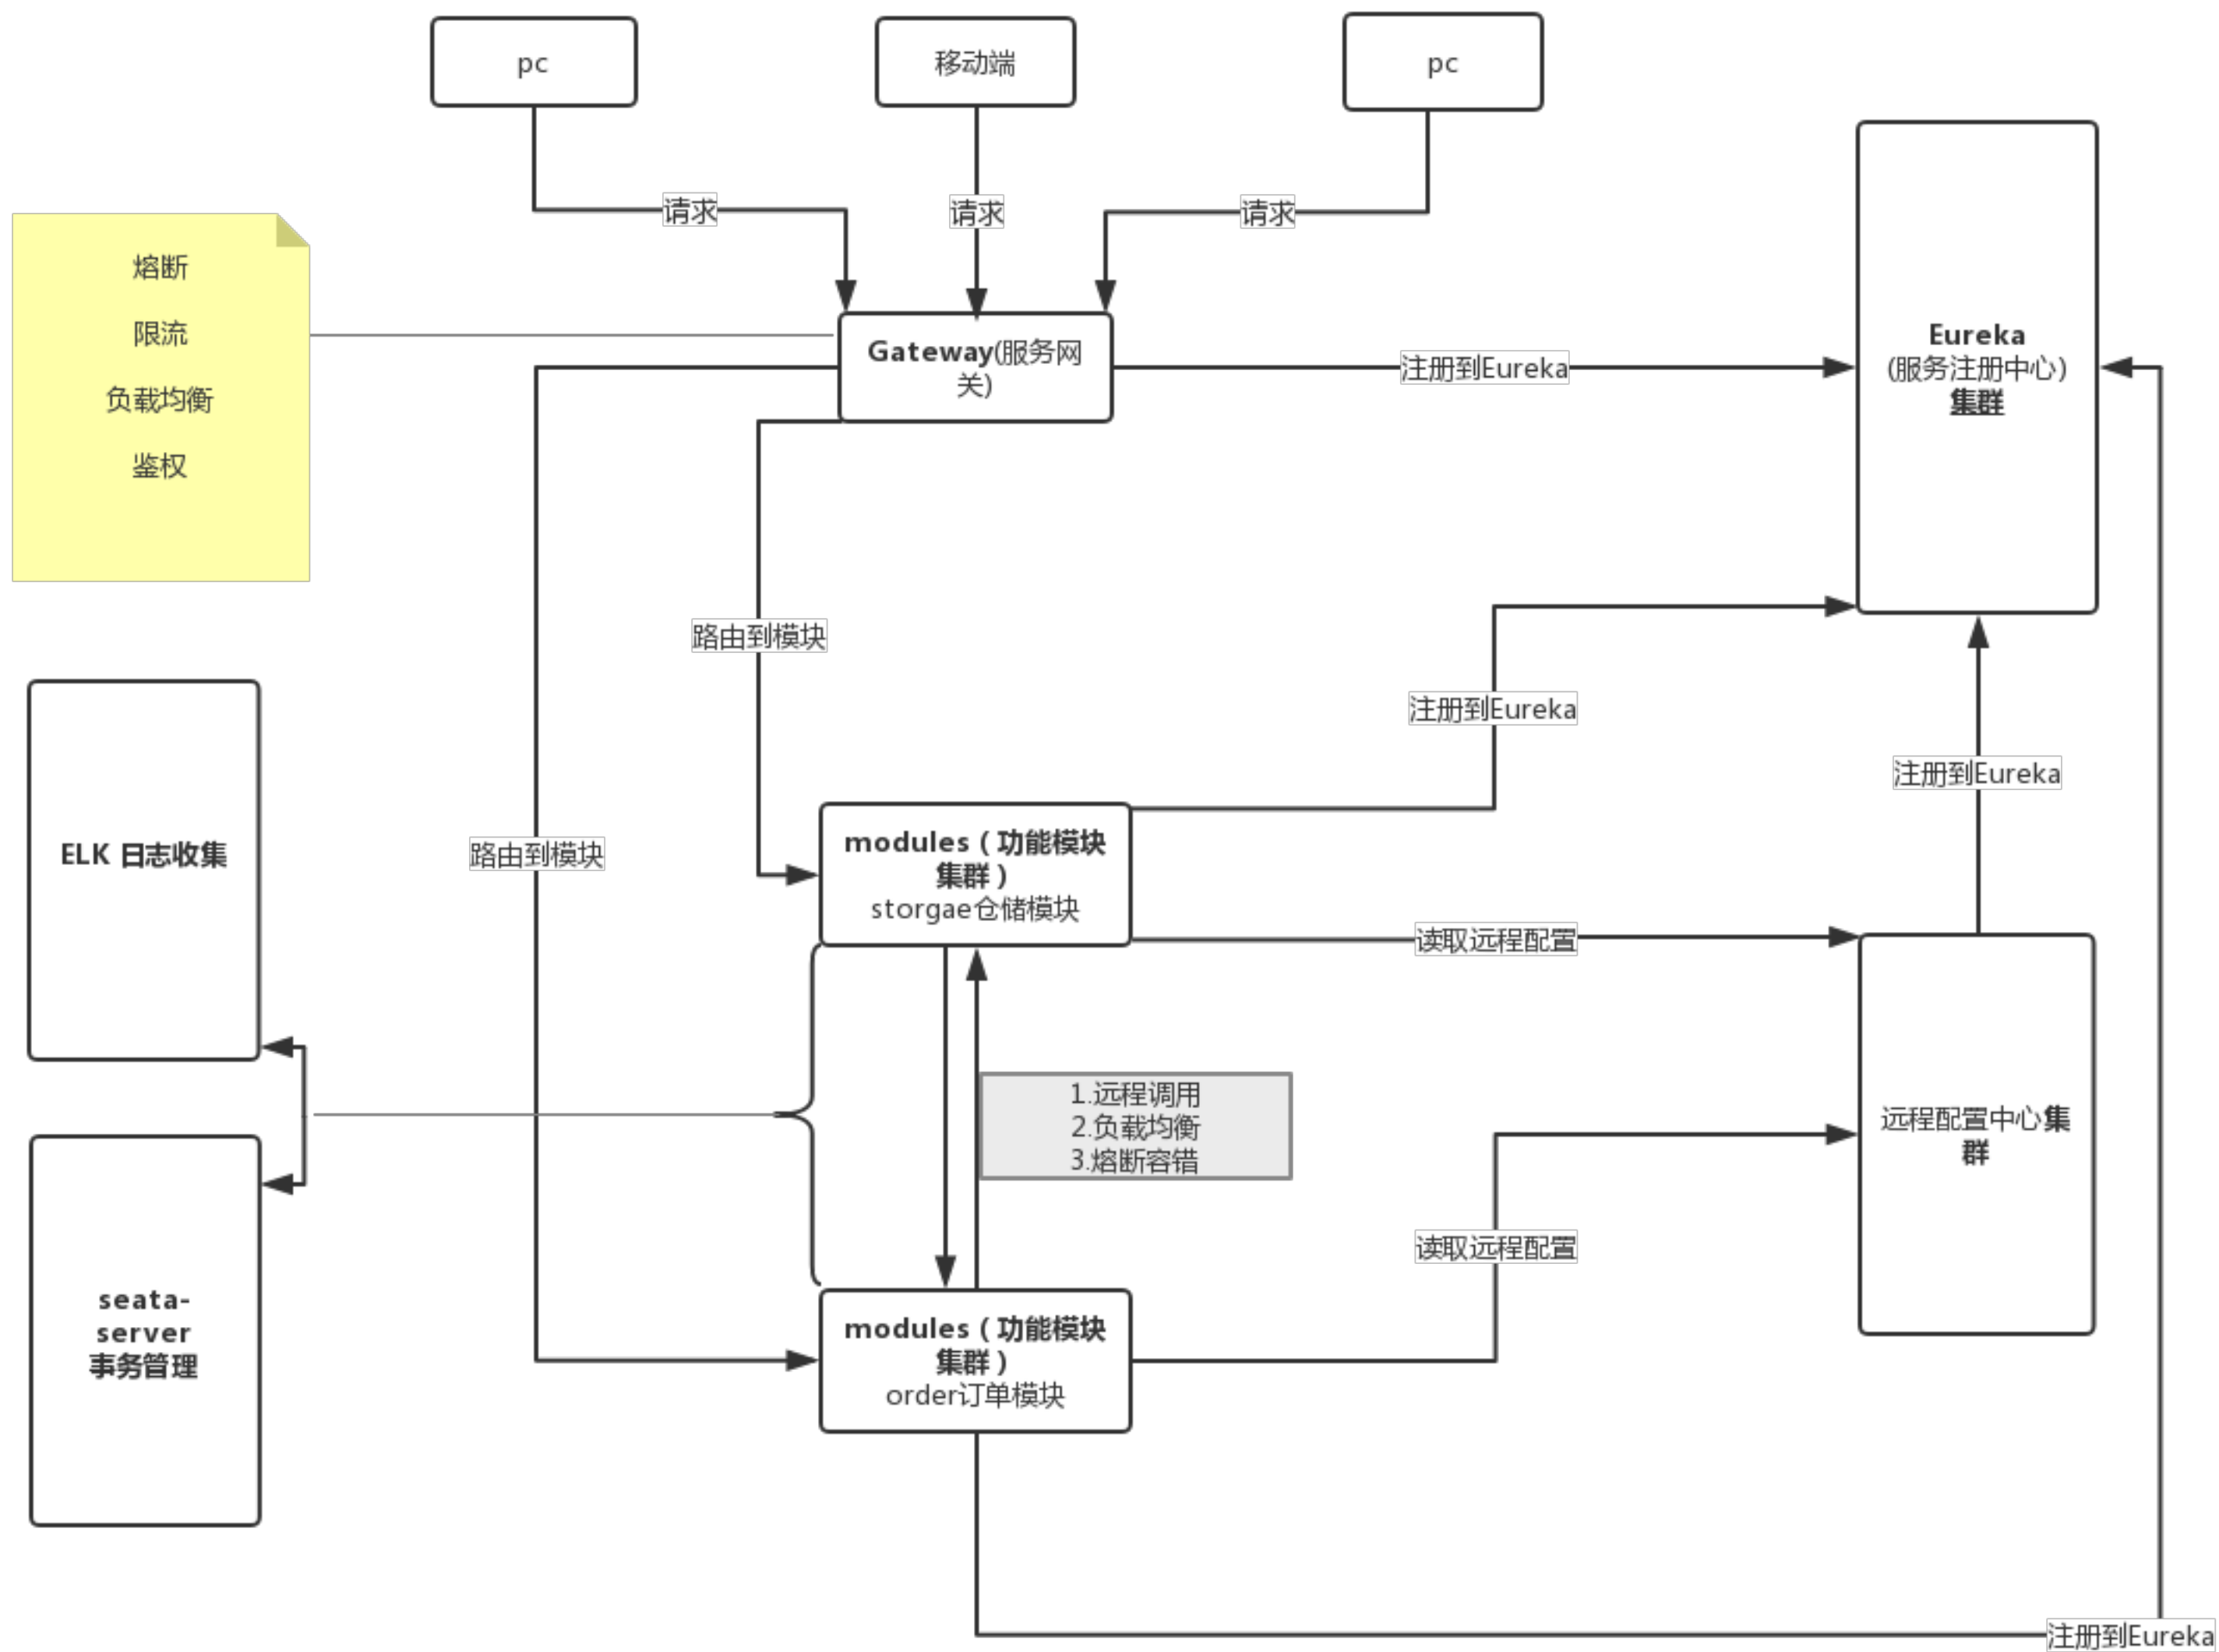 pc
移动端
pc
请求
请求
请求
熔断
限流
负载均衡
鉴权
Gateway(服务网
关)
注册到Eureka
Eureka
(服务注册中心)
集群
路由到模块
注册到Eureka
注册到Eureka
ELK 日志收集
路由到模块
modules（功能模块
集群）
storgae仓储模块
读取远程配置
1.远程调用
2.负载均衡
3.熔断容错
远程配置中心集
群
读取远程配置
seata-
server
事务管理
modules（功能模块
集群）
order订单模块
注册到Eureka